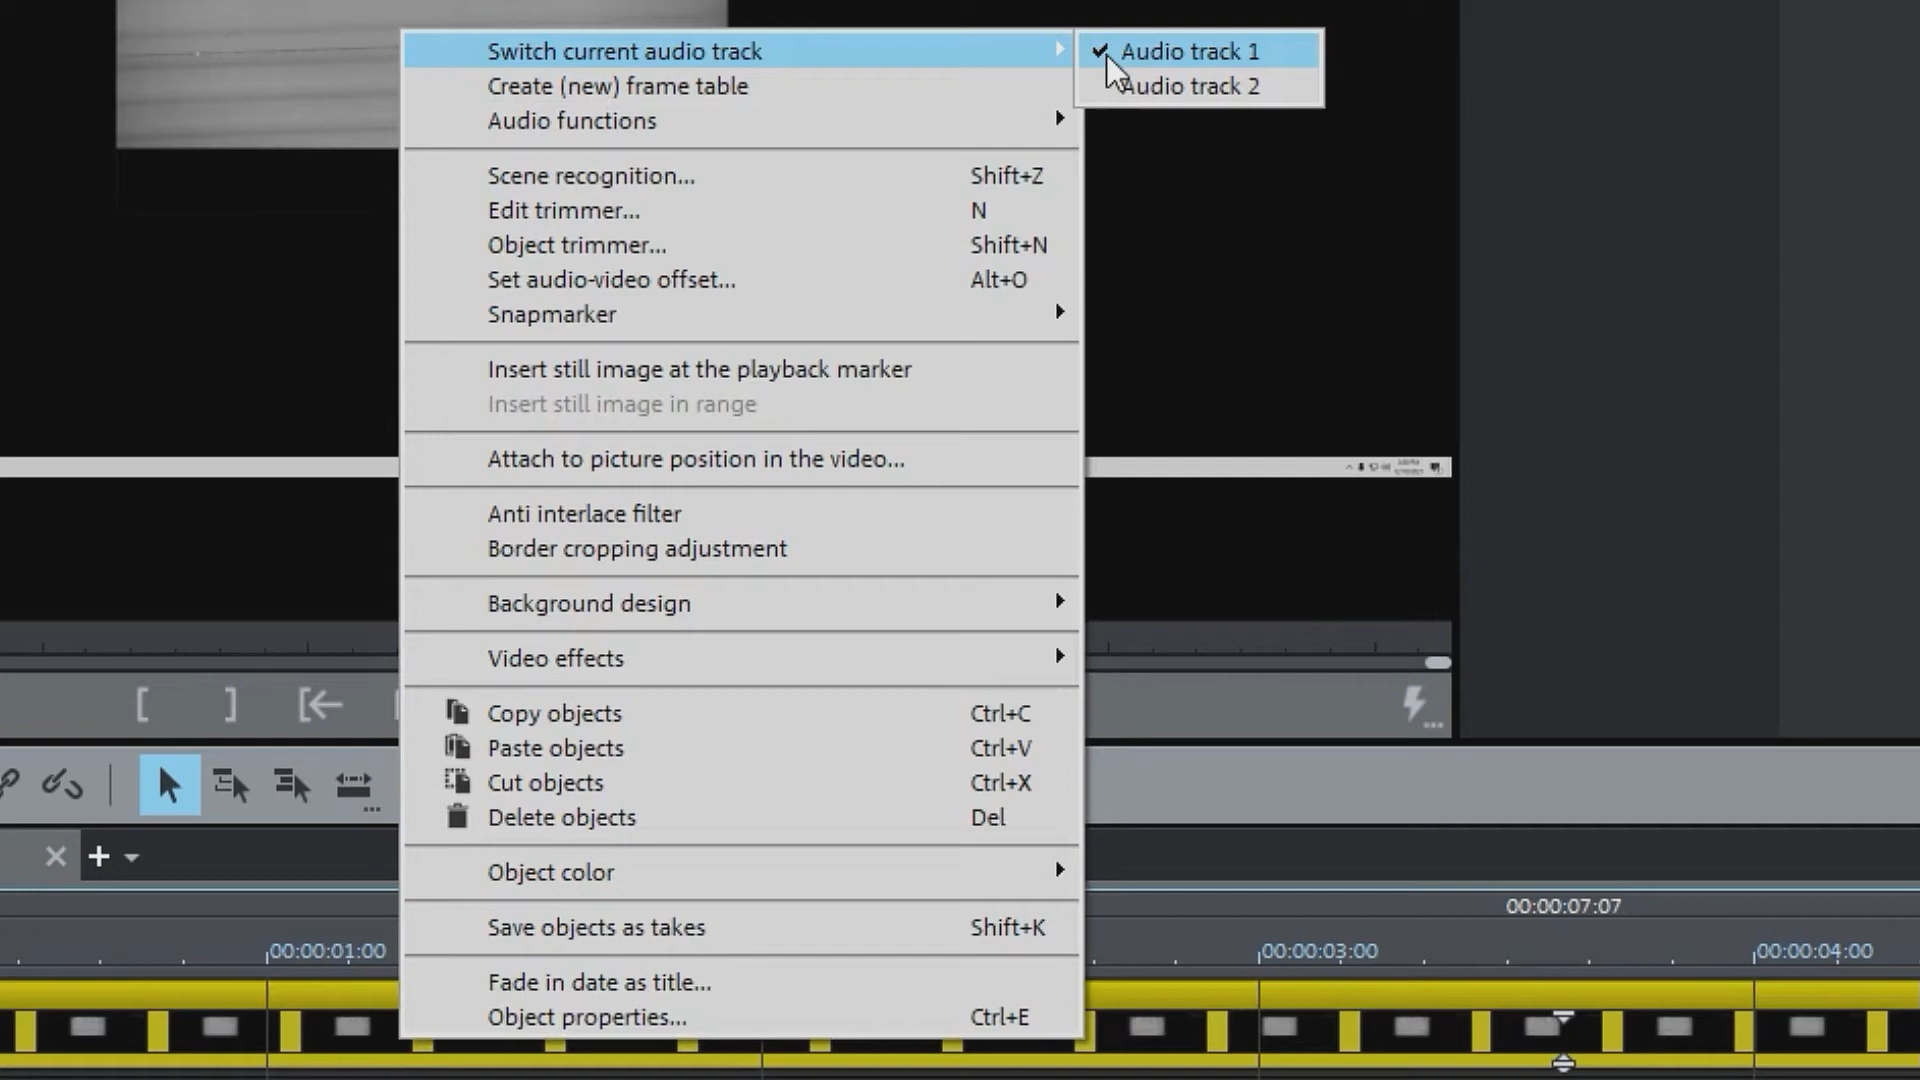 Switch current audio track
Audio track 1
Create (new) frame table
Audio track 2
Audio functions
Scene recognition... Shift+Z
Edit trimmer... N
Object trimmer... Shift+N
Set audio-video offset... Alt+O
Snapmarker
Insert still image at the playback marker
Insert still image in range
Attach to picture position in the video...
Anti interlace filter
Border cropping adjustment
Background design
Video effects
Copy objects Ctrl+C
Paste objects Ctrl+V
Cut objects Ctrl+X
Delete objects Del
Object color
Save objects as takes Shift+K
Fade in date as title...
Object properties... Ctrl+E
00:00:07:07
00:00:01:00
00:00:03:00
00:00:04:00